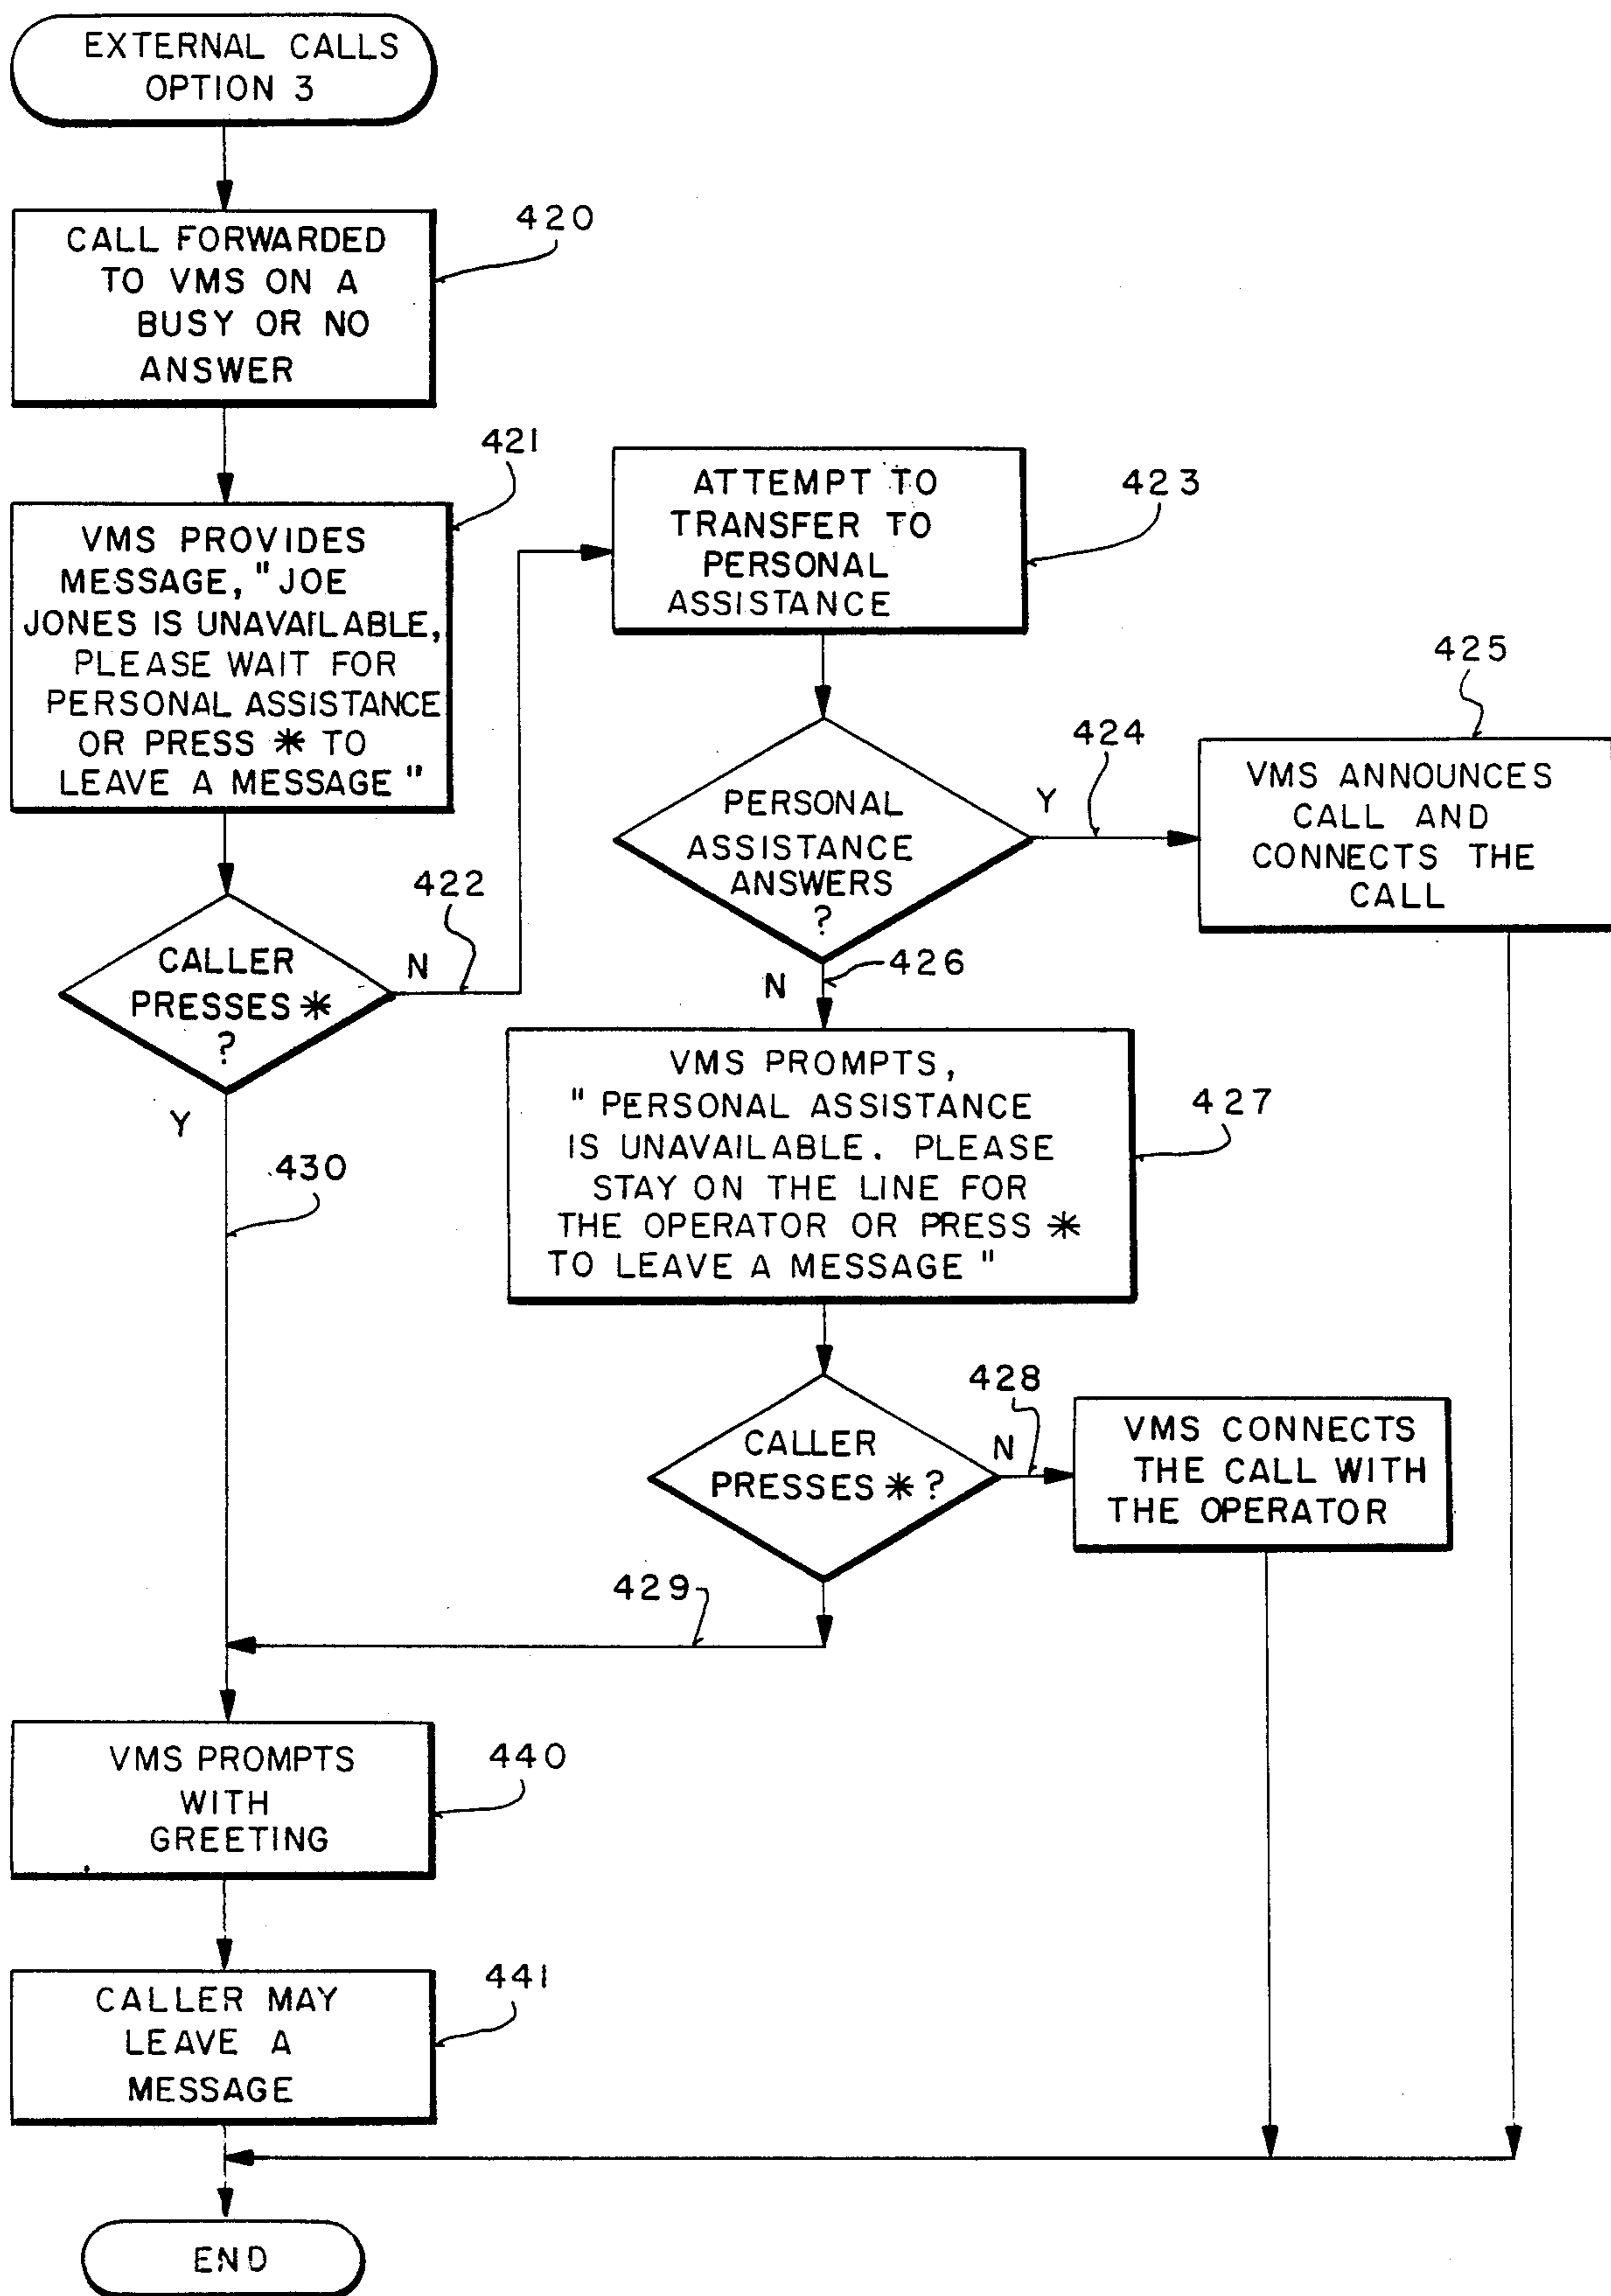 EXTERNAL CALLS
OPTION 3
CALL FORWARDED
TO VMS ON A
BUSY OR NO
ANSWER
420
VMS PROVIDES
MESSAGE, "JOE
JONES IS UNAVAILABLE,
PLEASE WAIT FOR
PERSONAL ASSISTANCE
OR PRESS * TO
LEAVE A MESSAGE"
421
CALLER
PRESSES *
?
N
422
Y
430
ATTEMPT TO
TRANSFER TO
PERSONAL
ASSISTANCE
423
PERSONAL
ASSISTANCE
ANSWERS
?
Y
424
VMS ANNOUNCES
CALL AND
CONNECTS THE
CALL
425
N
426
VMS PROMPTS,
"PERSONAL ASSISTANCE
IS UNAVAILABLE. PLEASE
STAY ON THE LINE FOR
THE OPERATOR OR PRESS *
TO LEAVE A MESSAGE"
427
CALLER
PRESSES * ?
N
428
VMS CONNECTS
THE CALL WITH
THE OPERATOR
429
VMS PROMPTS
WITH
GREETING
440
CALLER MAY
LEAVE A
MESSAGE
441
END